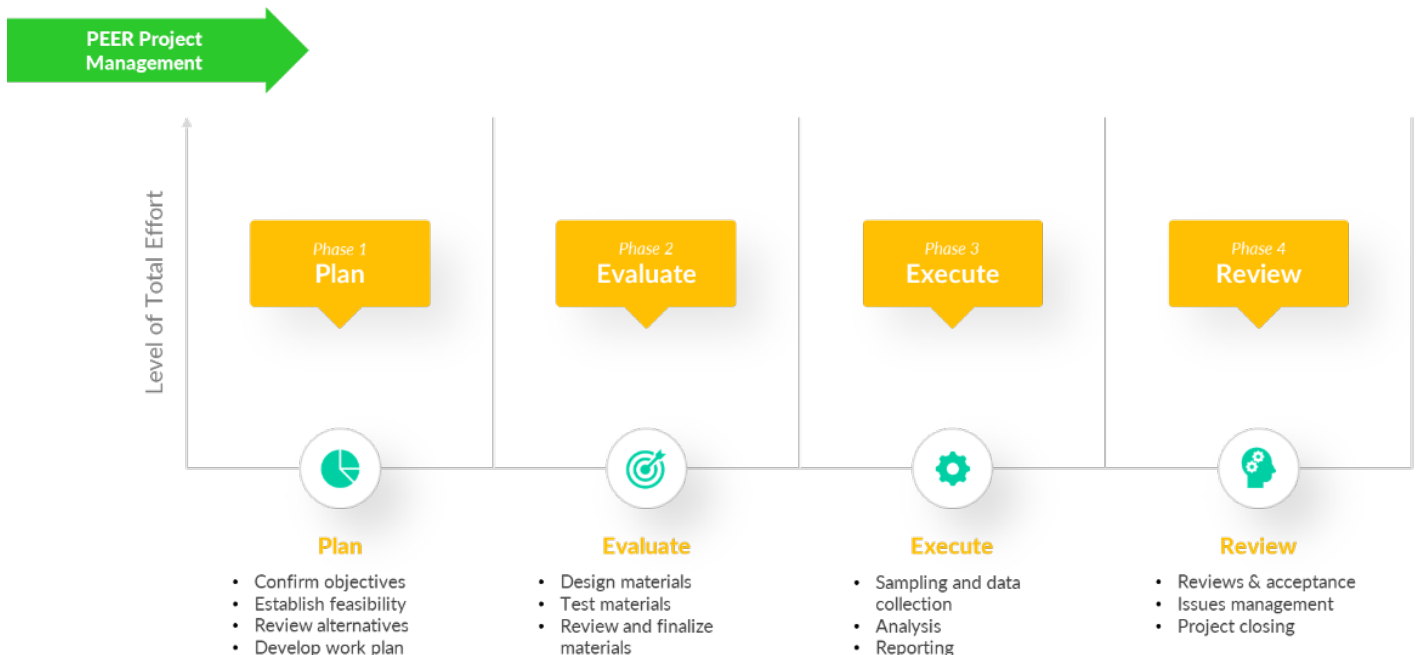 PEER Project
Management
Level of Total Effort
Phase 1
Plan
Phase 2
Evaluate
Phase 3
Execute
Phase 4
Review
Plan
• Confirm objectives
• Establish feasibility
• Review alternatives
• Develop work plan
Evaluate
• Design materials
• Test materials
• Review and finalize
materials
Execute
• Sampling and data
collection
• Analysis
• Reporting
Review
• Reviews & acceptance
• Issues management
• Project closing